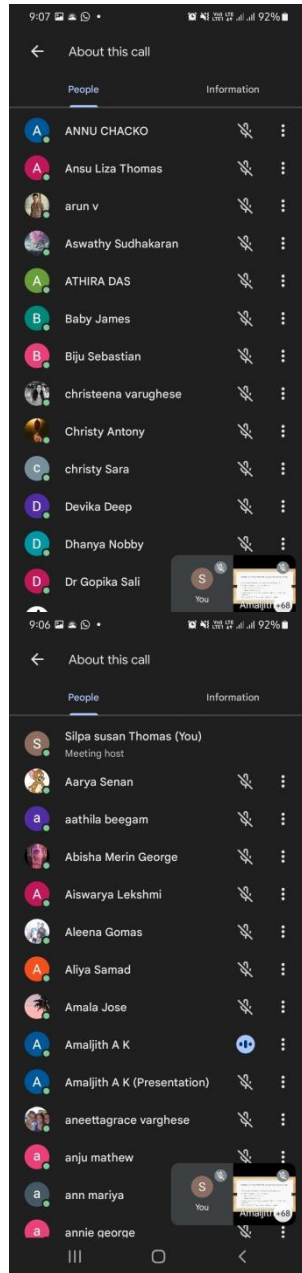 9:07 92%
About this call
People Information
A ANNU CHACKO
A Ansu Liza Thomas
arun v
Aswathy Sudhakaran
A ATHIRA DAS
B Baby James
B Biju Sebastian
christeena varughese
Christy Antony
c christy Sara
D Devika Deep
D Dhanya Nobby
D Dr Gopika Sali
S
You
Amaljith +68
9:06 92%
About this call
People Information
S Silpa susan Thomas (You)
Meeting host
Aarya Senan
a aathila beegam
Abisha Merin George
A Aiswarya Lekshmi
Aleena Gomas
A Aliya Samad
Amala Jose
A Amaljith A K
A Amaljith A K (Presentation)
aneettagrace varghese
a anju mathew
a ann mariya
S
You
Amaljith +68
a annie george